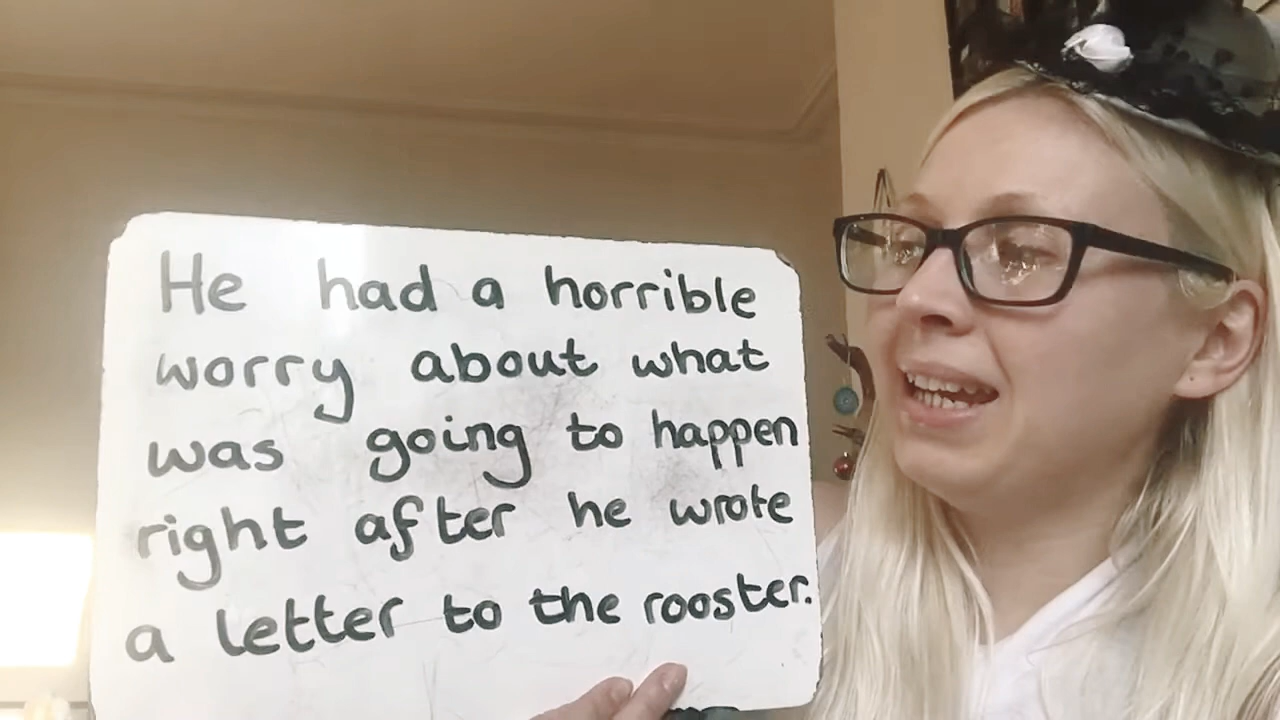 He had a horrible
worry about what
was going to happen
right after he wrote
a letter to the rooster.